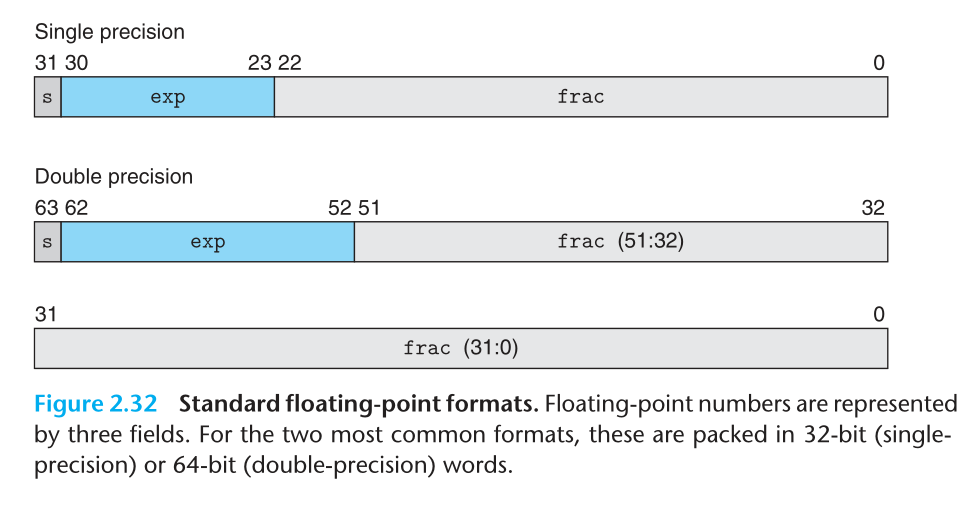 Single precision
31 30 23 22 0
s exp frac
Double precision
63 62 52 51 32
s exp frac (51:32)
31 0
frac (31:0)
Figure 2.32 Standard floating-point formats. Floating-point numbers are represented
by three fields. For the two most common formats, these are packed in 32-bit (single-
precision) or 64-bit (double-precision) words.